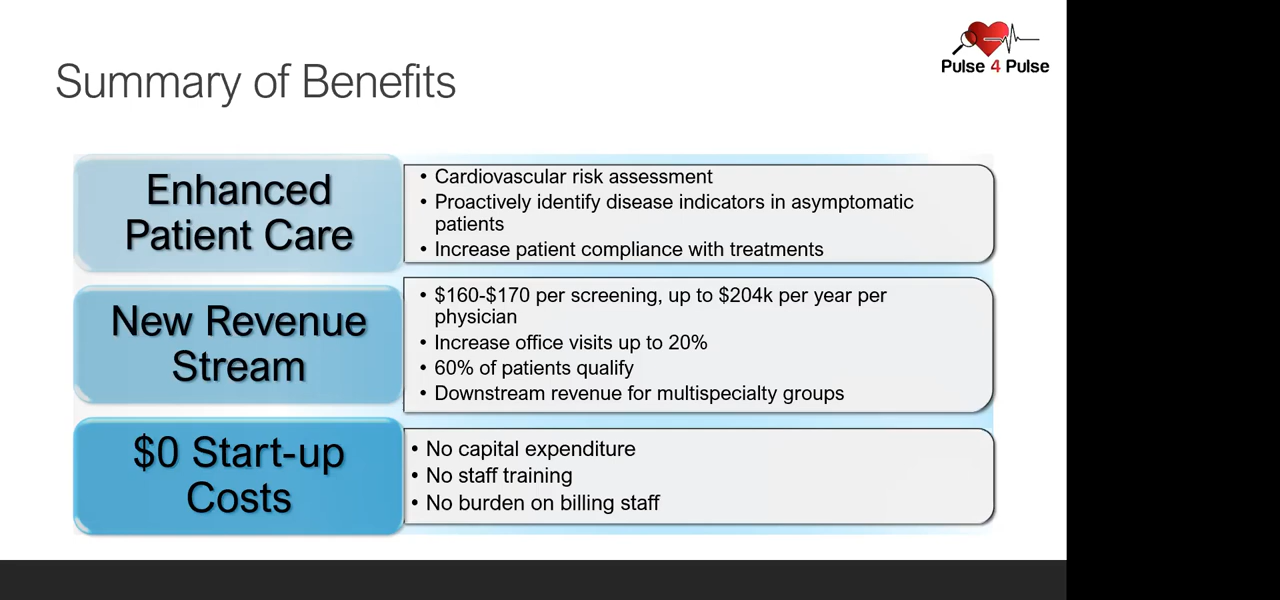 Pulse 4 Pulse
Summary of Benefits
Enhanced
Patient Care
• Cardiovascular risk assessment
• Proactively identify disease indicators in asymptomatic
patients
• Increase patient compliance with treatments
New Revenue
Stream
• $160-$170 per screening, up to $204k per year per
physician
• Increase office visits up to 20%
• 60% of patients qualify
• Downstream revenue for multispecialty groups
$0 Start-up
Costs
• No capital expenditure
• No staff training
• No burden on billing staff